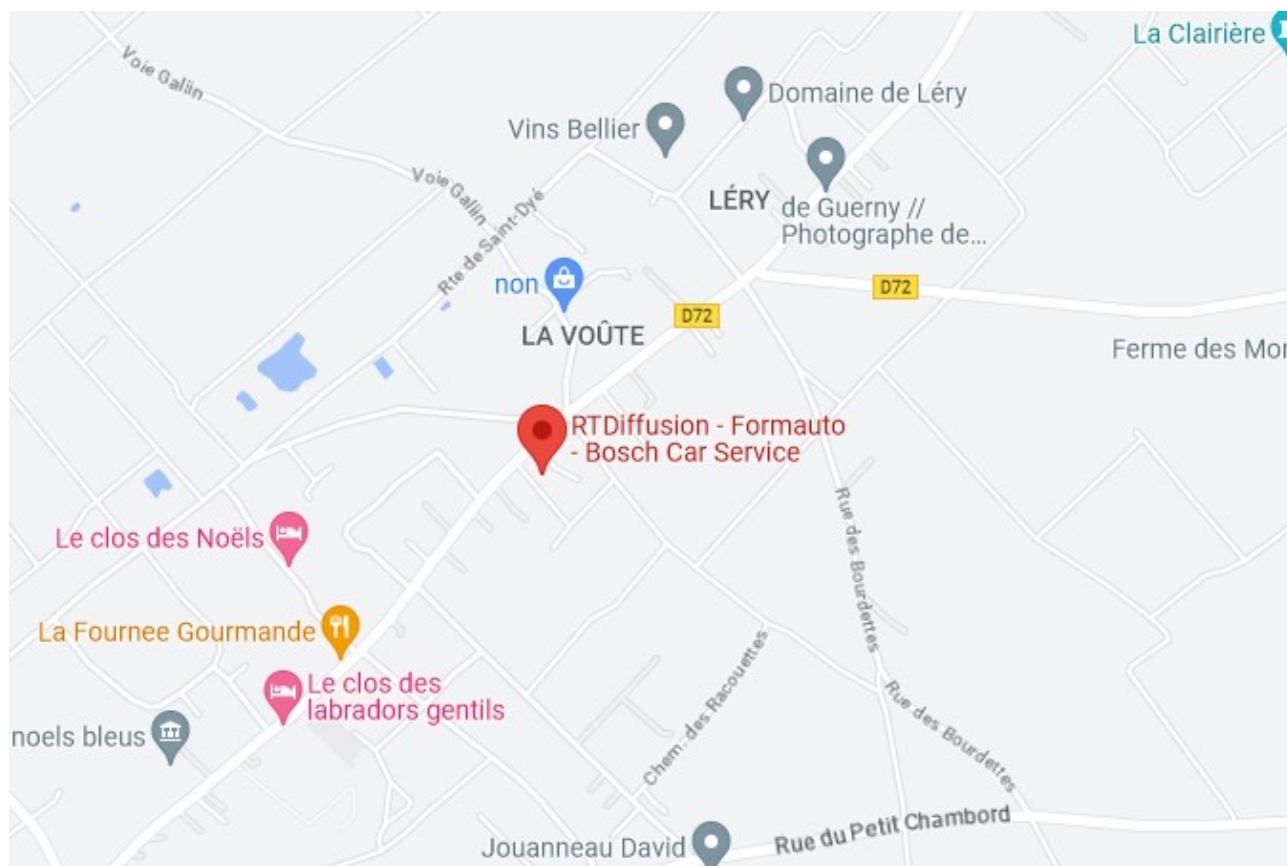 La Clairière
Voie Gallin
Domaine de Léry
Vins Bellier
Voie Gallin
LÉRY
de Guerny //
Photographe de...
Rte de Saint-Dyé
non
D72
D72
LA VOÛTE
Ferme des Mor
RTDiffusion - Formauto
- Bosch Car Service
Rue des Bourdettes
Le clos des Noëls
La Fournee Gourmande
Le clos des
labradors gentils
Chem. des Racouettes
Rue des Bourdettes
noels bleus
Rue du Petit Chambord
Jouanneau David